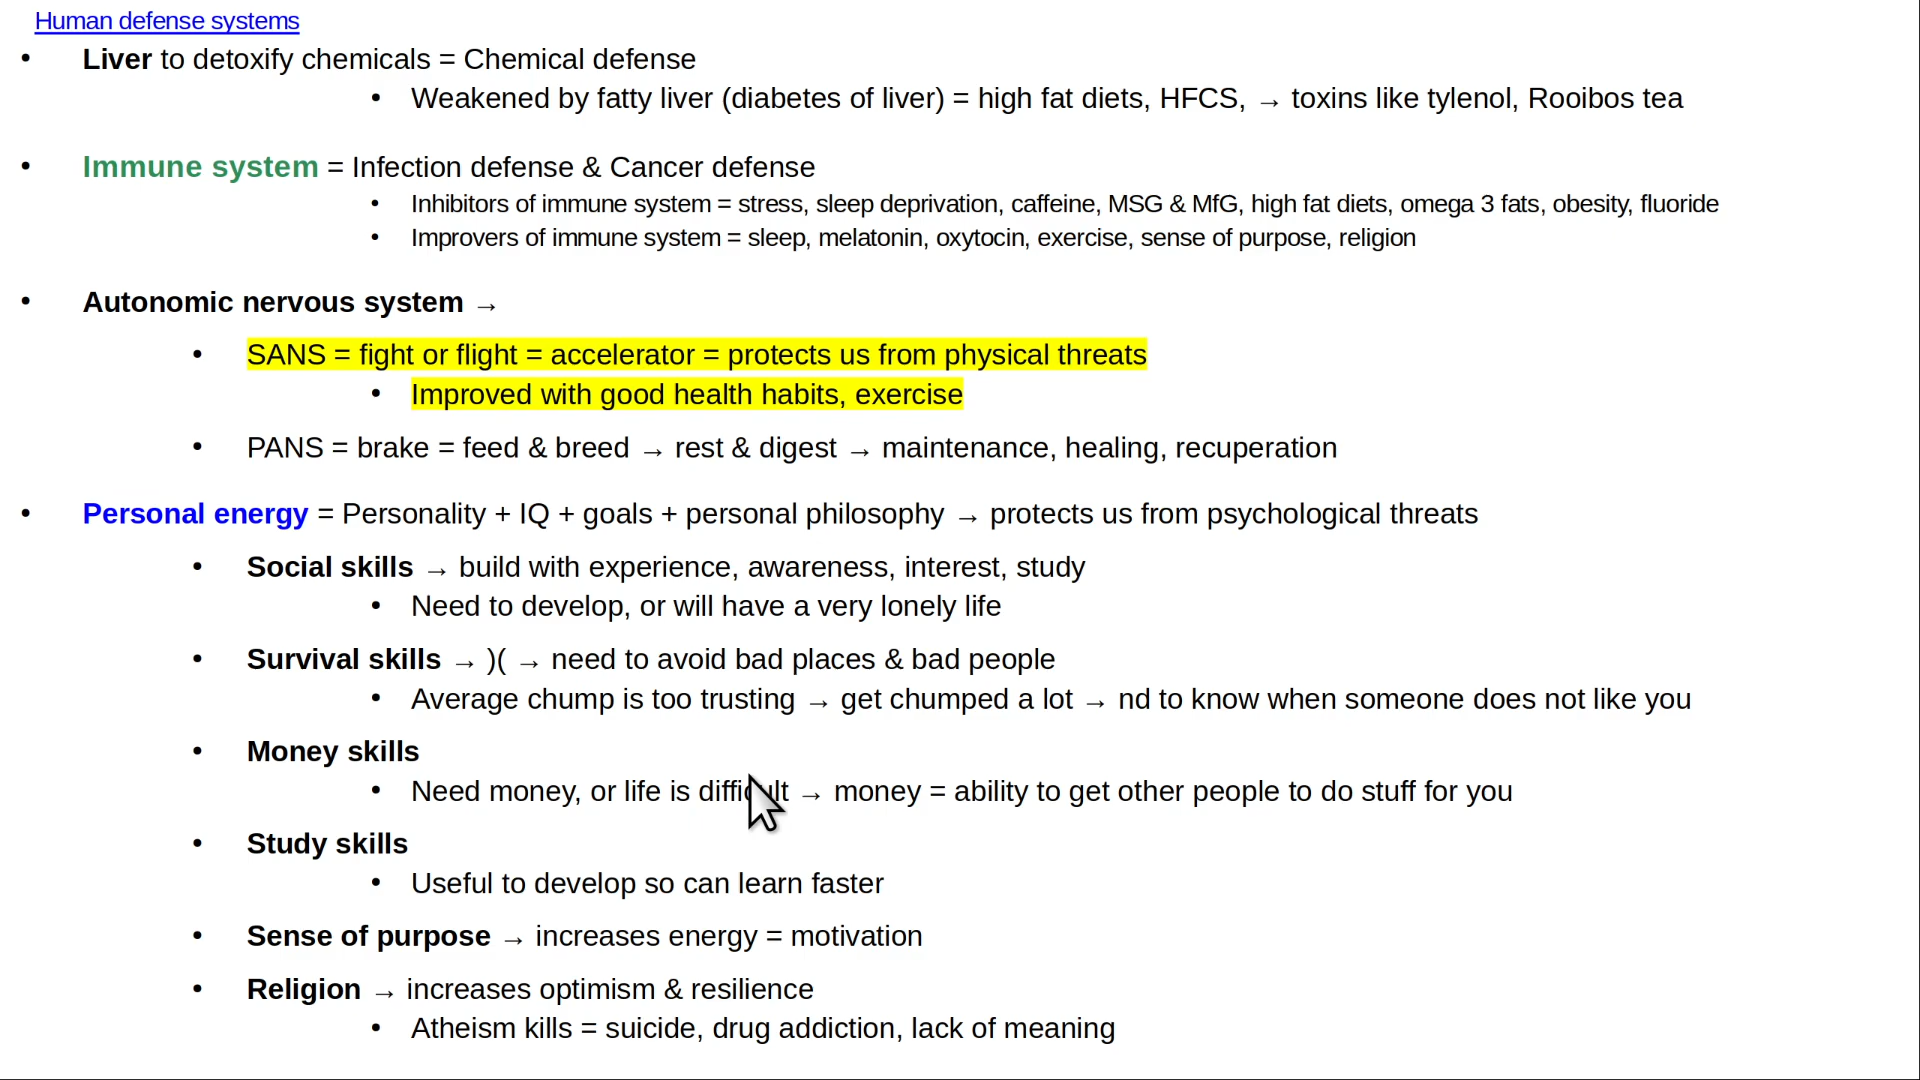 Human defense systems
• Liver to detoxify chemicals = Chemical defense
• Weakened by fatty liver (diabetes of liver) = high fat diets, HFCS, → toxins like tylenol, Rooibos tea
• Immune system = Infection defense & Cancer defense
• Inhibitors of immune system = stress, sleep deprivation, caffeine, MSG & MfG, high fat diets, omega 3 fats, obesity, fluoride
• Improvers of immune system = sleep, melatonin, oxytocin, exercise, sense of purpose, religion
• Autonomic nervous system →
• SANS = fight or flight = accelerator = protects us from physical threats
• Improved with good health habits, exercise
• PANS = brake = feed & breed → rest & digest → maintenance, healing, recuperation
• Personal energy = Personality + IQ + goals + personal philosophy → protects us from psychological threats
• Social skills → build with experience, awareness, interest, study
• Need to develop, or will have a very lonely life
• Survival skills → )( → need to avoid bad places & bad people
• Average chump is too trusting → get chumped a lot → nd to know when someone does not like you
• Money skills
• Need money, or life is difficult → money = ability to get other people to do stuff for you
• Study skills
• Useful to develop so can learn faster
• Sense of purpose → increases energy = motivation
• Religion → increases optimism & resilience
• Atheism kills = suicide, drug addiction, lack of meaning